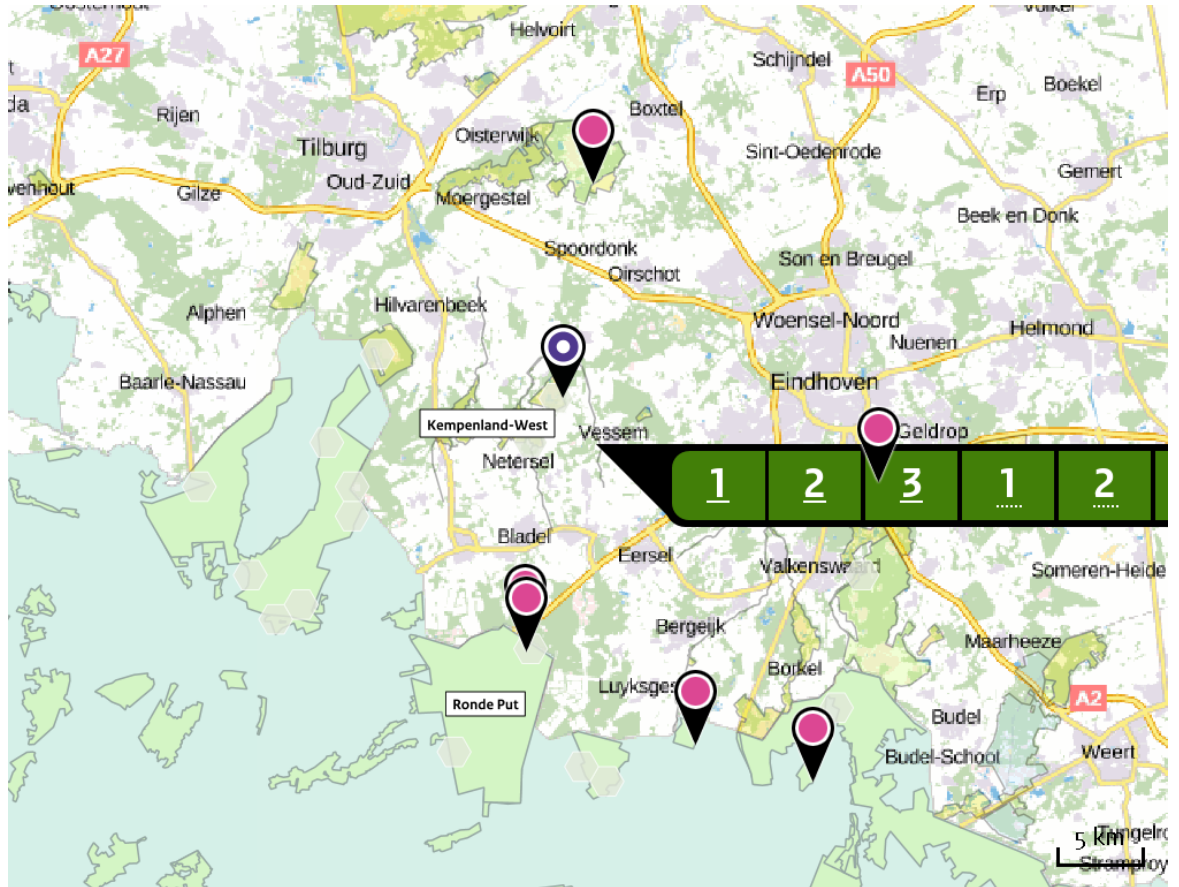 Helvoirt
A27
Schijndel
A50
Boekel
Erp
Rijen
Boxtel
Oisterwijk
Tilburg
Sint-Oedenrode
Gemert
Oud-Zuid
Gilze
Moergestel
Beek en Donk
Spoordonk
Oirschot
Son en Breugel
Hilvarenbeek
Alphen
Woensel-Noord
Helmond
Nuenen
Baarle-Nassau
Eindhoven
Kempenland-West
Vessem
Geldrop
Netersel
1 2 3 1 2
Bladel
Eersel
Valkenswaard
Someren-Heide
Bergeijk
Maarheeze
Borkel
Luyksges
Ronde Put
A2
Budel
Budel-Schoot
Weert
5 km